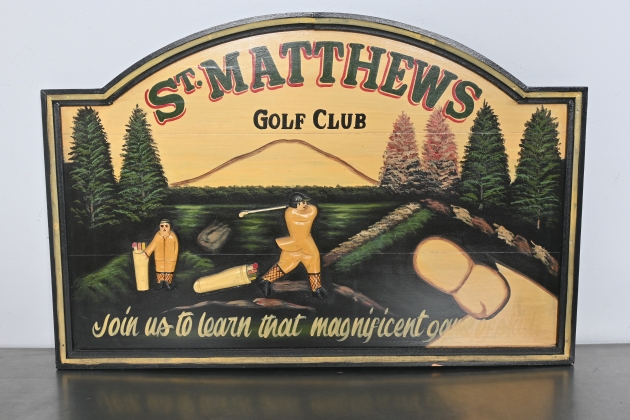 ST. MATTHEWS
GOLF CLUB
Join us to learn that magnificent